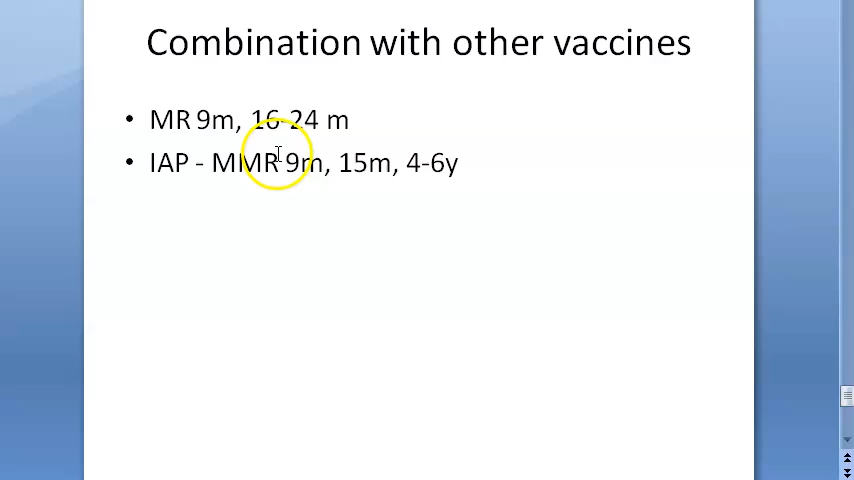 Combination with other vaccines
• MR 9m, 16-24 m
• IAP - MMR 9m, 15m, 4-6y